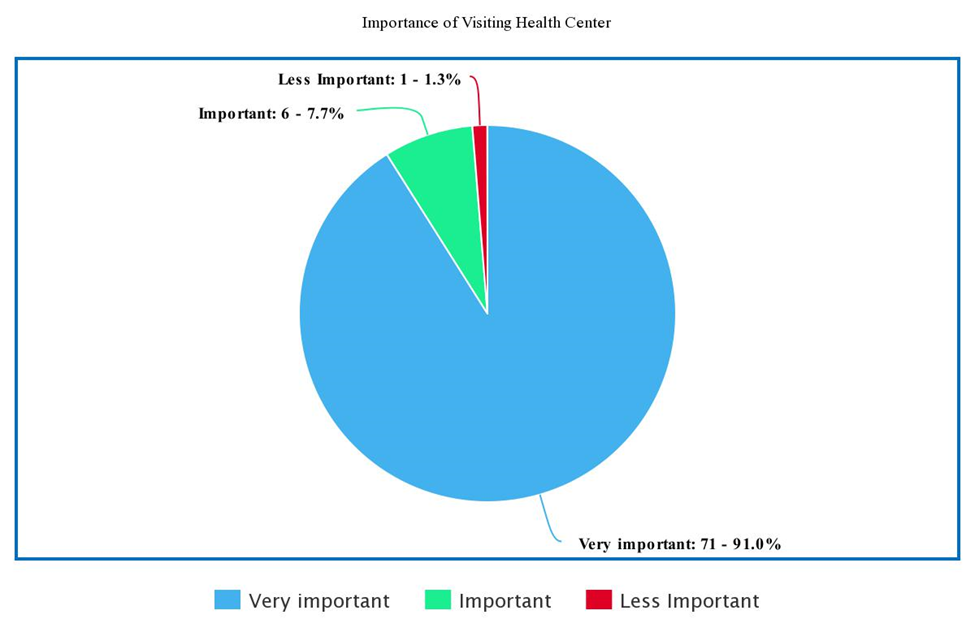 Importance of Visiting Health Center
Less Important: 1 - 1.3%
Important: 6 - 7.7%
Very important: 71 - 91.0%
Very important Important Less Important